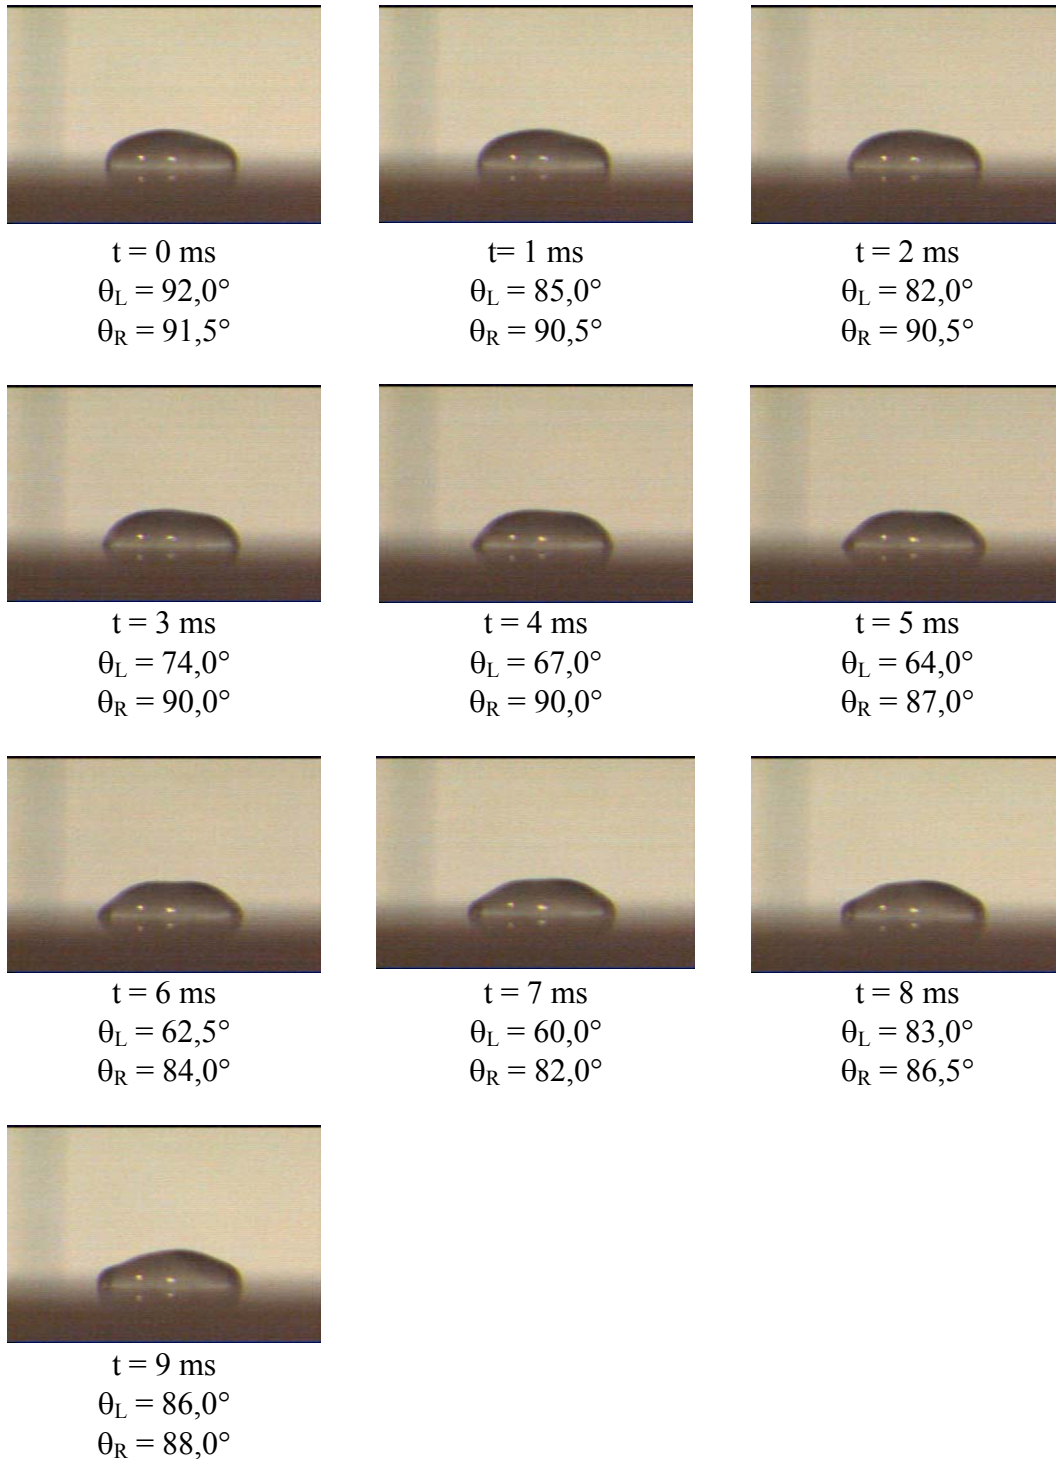 t = 0 ms
θL = 92,0°
θR = 91,5°
t= 1 ms
θL = 85,0°
θR = 90,5°
t = 2 ms
θL = 82,0°
θR = 90,5°
t = 3 ms
θL = 74,0°
θR = 90,0°
t = 4 ms
θL = 67,0°
θR = 90,0°
t = 5 ms
θL = 64,0°
θR = 87,0°
t = 6 ms
θL = 62,5°
θR = 84,0°
t = 7 ms
θL = 60,0°
θR = 82,0°
t = 8 ms
θL = 83,0°
θR = 86,5°
t = 9 ms
θL = 86,0°
θR = 88,0°